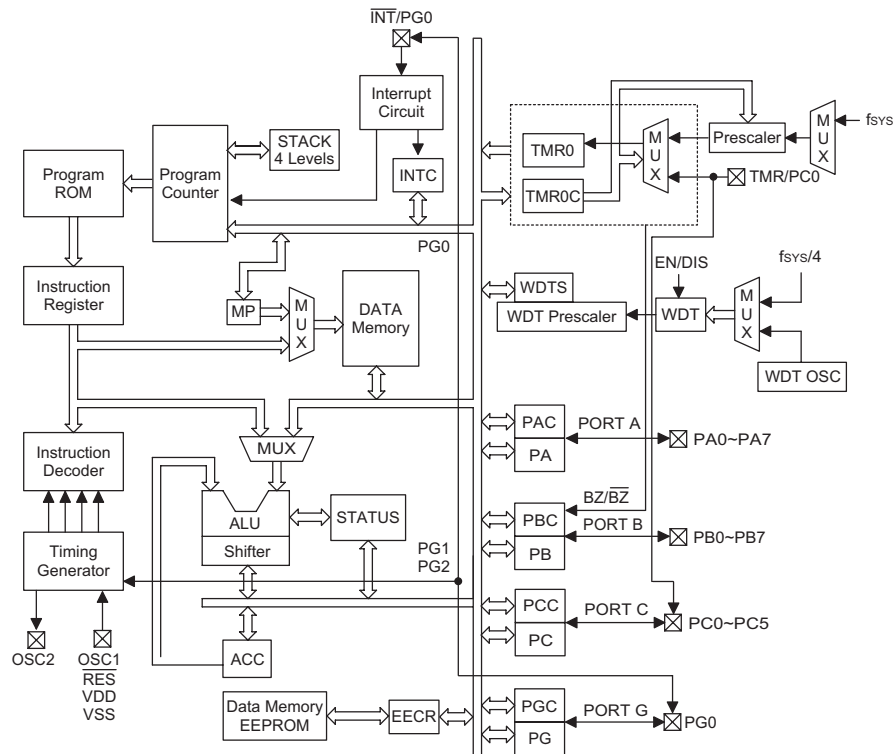 INT/PG0
Interrupt
Circuit
STACK
4 Levels
Program
ROM
Program
Counter
INTC
PG0
Instruction
Register
MP
M
U
X
DATA
Memory
MUX
Instruction
Decoder
ALU
Shifter
STATUS
PG1
PG2
Timing
Generator
OSC2
OSC1
RES
VDD
VSS
ACC
Data Memory
EEPROM
EECR
TMR0
TMR0C
M
U
X
Prescaler
M
U
X
fSYS
TMR/PC0
EN/DIS
fSYS/4
WDTS
WDT Prescaler
WDT
M
U
X
WDT OSC
PAC
PORT A
PA
PA0~PA7
BZ/BZ
PBC
PORT B
PB
PB0~PB7
PCC
PORT C
PC
PC0~PC5
PGC
PORT G
PG
PG0